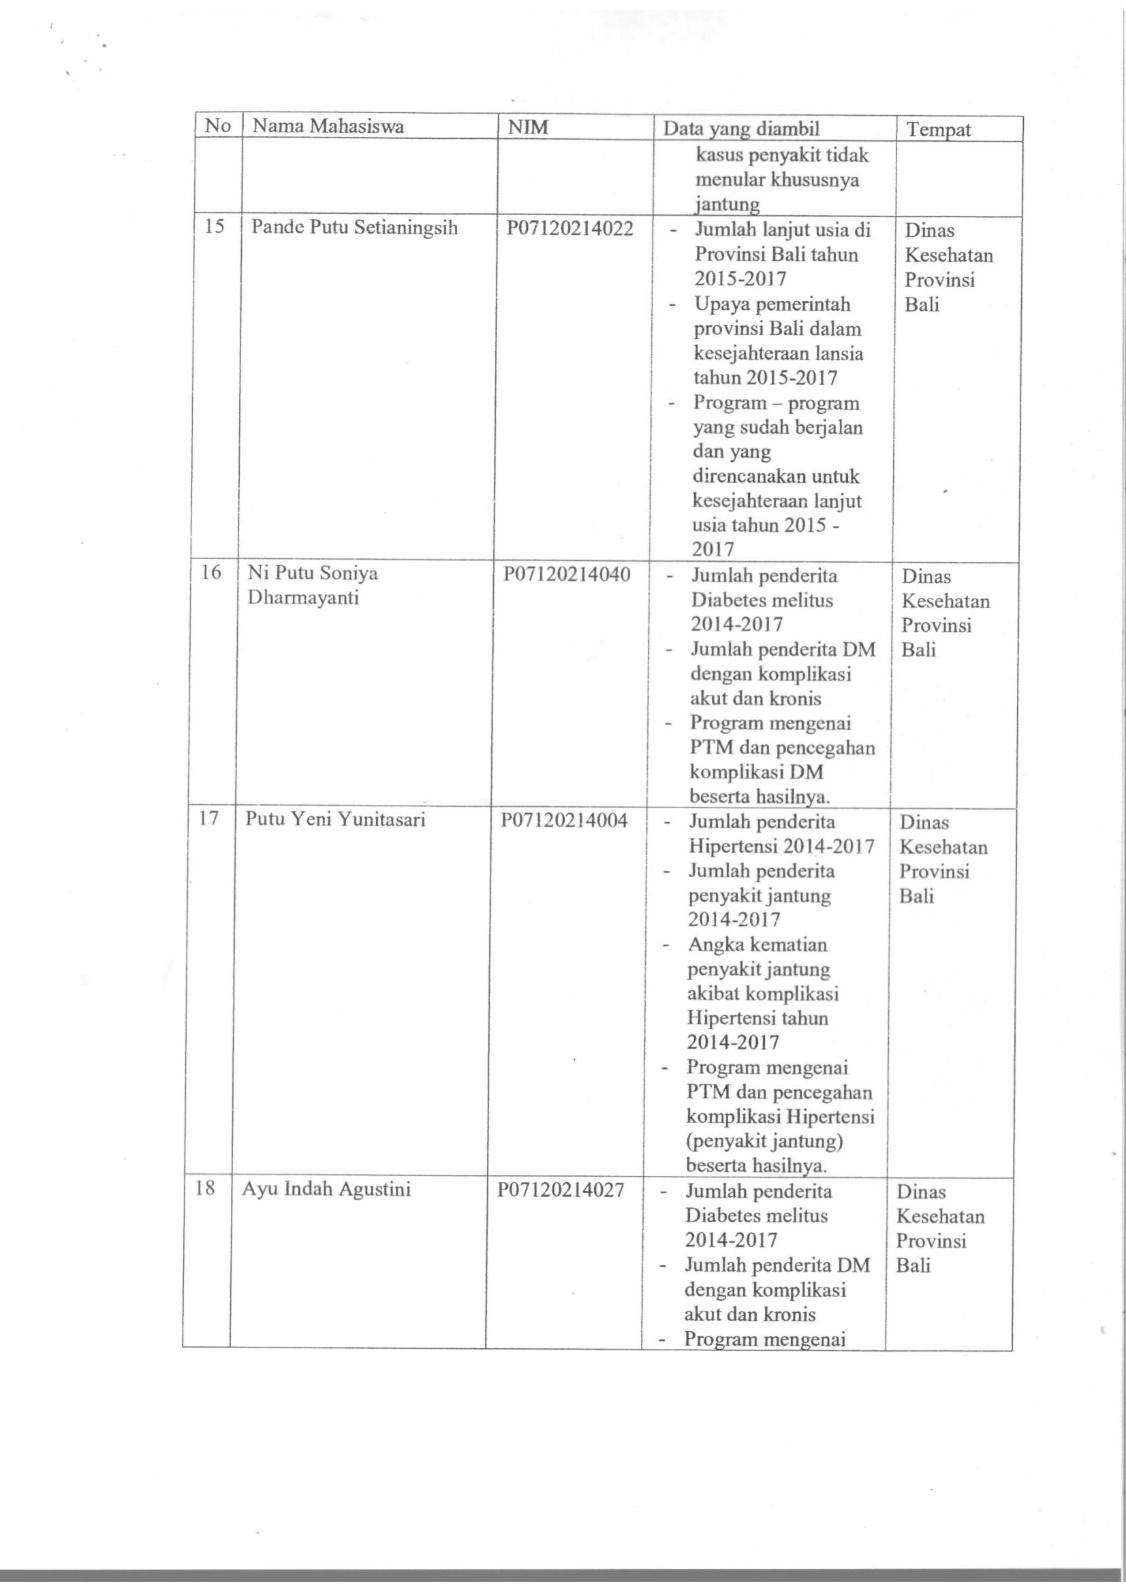 No Nama Mahasiswa NIM Data yang diambil Tempat
kasus penyakit tidak
menular khususnya
jantung
15 Pande Putu Setianingsih P07120214022 - Jumlah lanjut usia di Dinas
Provinsi Bali tahun Kesehatan
2015-2017 Provinsi
- Upaya pemerintah Bali
provinsi Bali dalam
kesejahteraan lansia
tahun 2015-2017
- Program – program
yang sudah berjalan
dan yang
direncanakan untuk
kesejahteraan lanjut
usia tahun 2015 -
2017
16 Ni Putu Soniya P07120214040 - Jumlah penderita Dinas
Dharmayanti Diabetes melitus Kesehatan
2014-2017 Provinsi
- Jumlah penderita DM Bali
dengan komplikasi
akut dan kronis
- Program mengenai
PTM dan pencegahan
komplikasi DM
beserta hasilnya.
17 Putu Yeni Yunitasari P07120214004 - Jumlah penderita Dinas
Hipertensi 2014-2017 Kesehatan
- Jumlah penderita Provinsi
penyakit jantung Bali
2014-2017
- Angka kematian
penyakit jantung
akibat komplikasi
Hipertensi tahun
2014-2017
- Program mengenai
PTM dan pencegahan
komplikasi Hipertensi
(penyakit jantung)
beserta hasilnya.
18 Ayu Indah Agustini P07120214027 - Jumlah penderita Dinas
Diabetes melitus Kesehatan
2014-2017 Provinsi
- Jumlah penderita DM Bali
dengan komplikasi
akut dan kronis
- Program mengenai